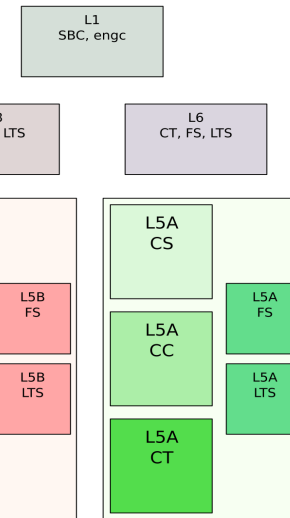 L1
SBC, engc
LTS
L6
CT, FS, LTS
L5A
CS
L5B
FS
L5A
FS
L5A
CC
L5B
LTS
L5A
LTS
L5A
CT